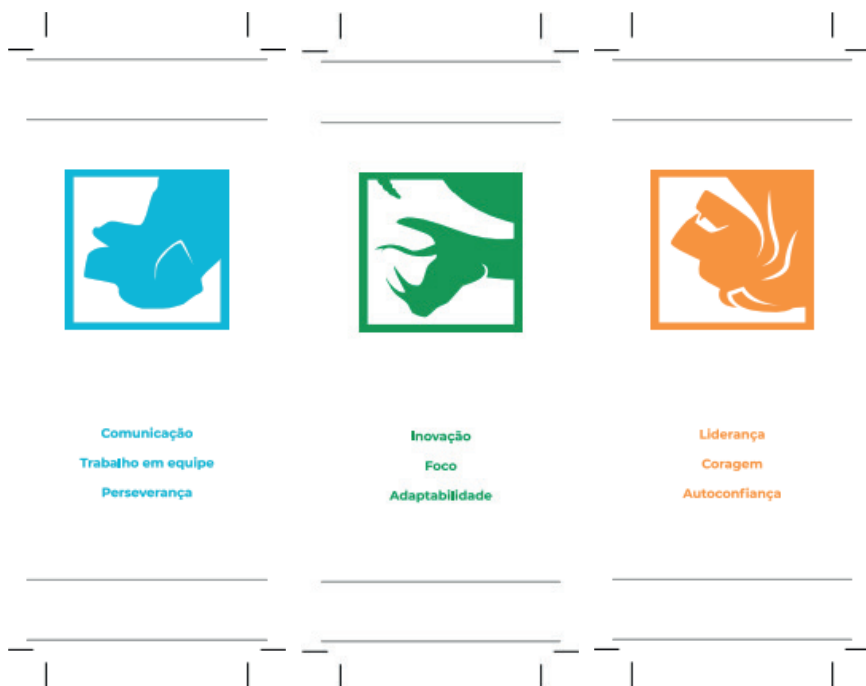 Comunicação
Trabalho em equipe
Perseverança
Inovação
Foco
Adaptabilidade
Liderança
Coragem
Autoconfiança